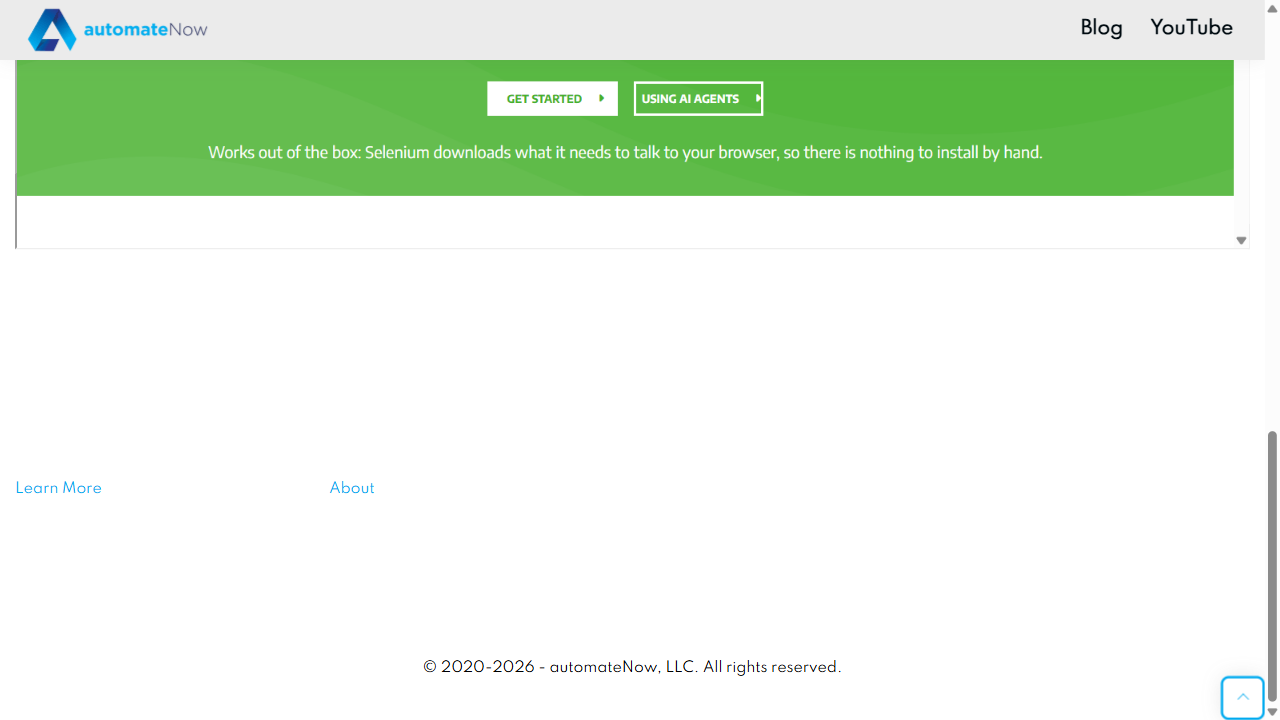 automateNow
Blog
YouTube
GET STARTED
USING AI AGENTS
Works out of the box: Selenium downloads what it needs to talk to your browser, so there is nothing to install by hand.
Learn More
About
© 2020-2026 - automateNow, LLC. All rights reserved.